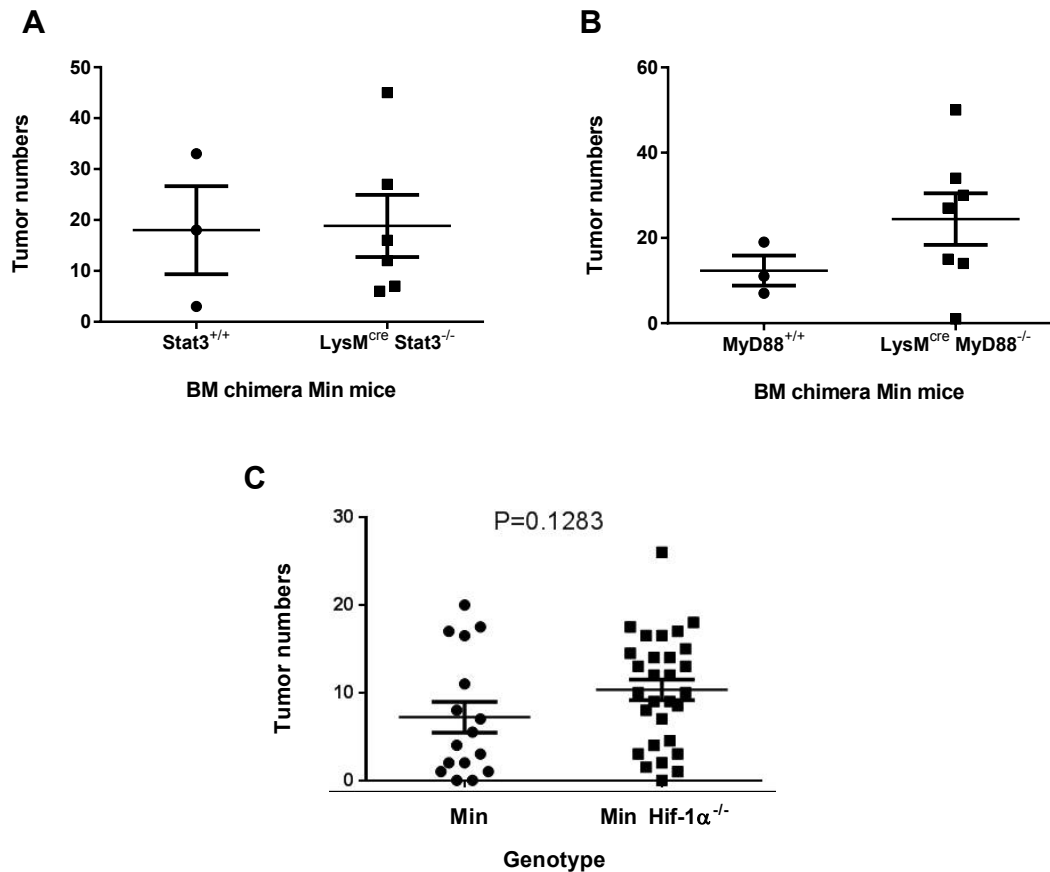 A
Tumor numbers
50
40
30
20
10
0
Stat3+/+
LysMcre Stat3-/-
BM chimera Min mice
B
Tumor numbers
60
40
20
0
MyD88+/+
LysMcre MyD88-/-
BM chimera Min mice
C
P=0.1283
Tumor numbers
30
20
10
0
Min
Min Hif-1α-/-
Genotype